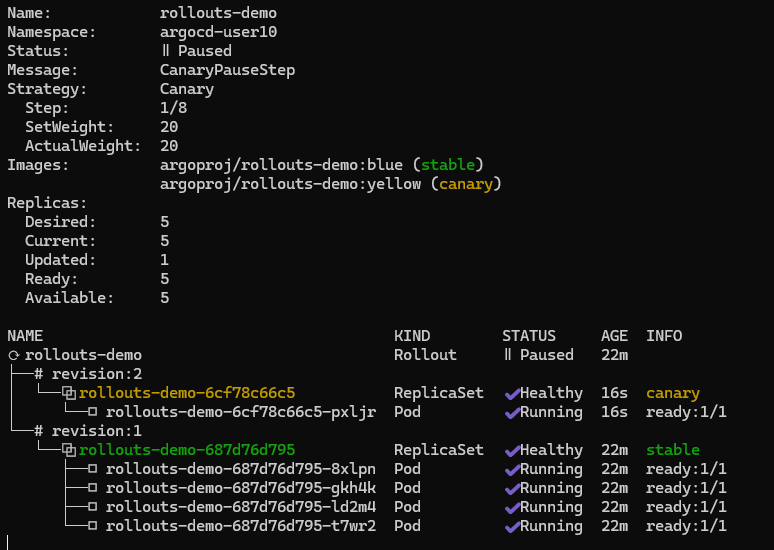 Name:            rollouts-demo
Namespace:       argocd-user10
Status:          ॥ Paused
Message:         CanaryPauseStep
Strategy:        Canary
  Step:          1/8
  SetWeight:     20
  ActualWeight:  20
Images:          argoproj/rollouts-demo:blue (stable)
                 argoproj/rollouts-demo:yellow (canary)
Replicas:
  Desired:       5
  Current:       5
  Updated:       1
  Ready:         5
  Available:     5

NAME                                       KIND        STATUS     AGE  INFO
⟳ rollouts-demo                            Rollout     ॥ Paused   22m
├──# revision:2
│  └──⧉ rollouts-demo-6cf78c66c5           ReplicaSet  ✔ Healthy  16s  canary
│     └──□ rollouts-demo-6cf78c66c5-pxljr  Pod         ✔ Running  16s  ready:1/1
└──# revision:1
   └──⧉ rollouts-demo-687d76d795           ReplicaSet  ✔ Healthy  22m  stable
      ├──□ rollouts-demo-687d76d795-8xlpn  Pod         ✔ Running  22m  ready:1/1
      ├──□ rollouts-demo-687d76d795-gkh4k  Pod         ✔ Running  22m  ready:1/1
      ├──□ rollouts-demo-687d76d795-ld2m4  Pod         ✔ Running  22m  ready:1/1
      └──□ rollouts-demo-687d76d795-t7wr2  Pod         ✔ Running  22m  ready:1/1